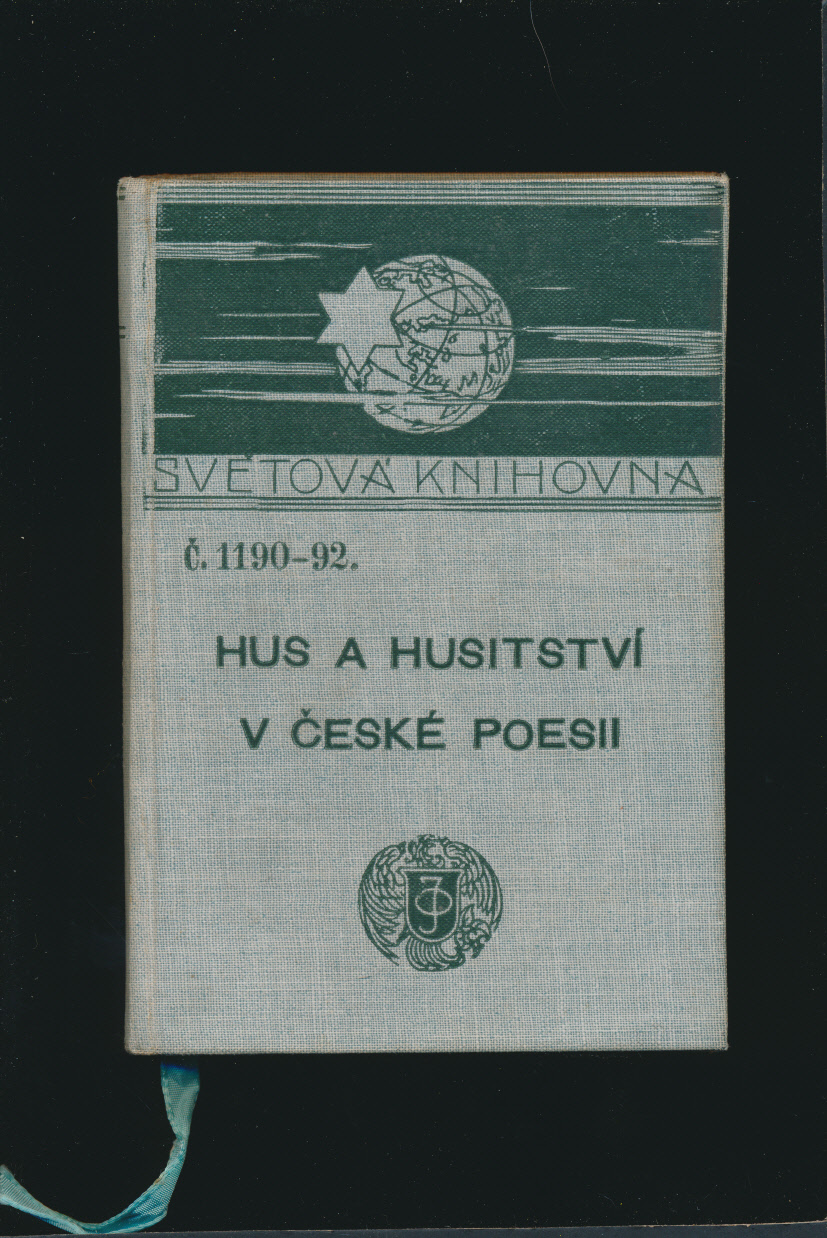 SVĚTOVÁ KNIHOVNA
Č. 1190-92.
HUS A HUSITSTVÍ
V ČESKÉ POESII